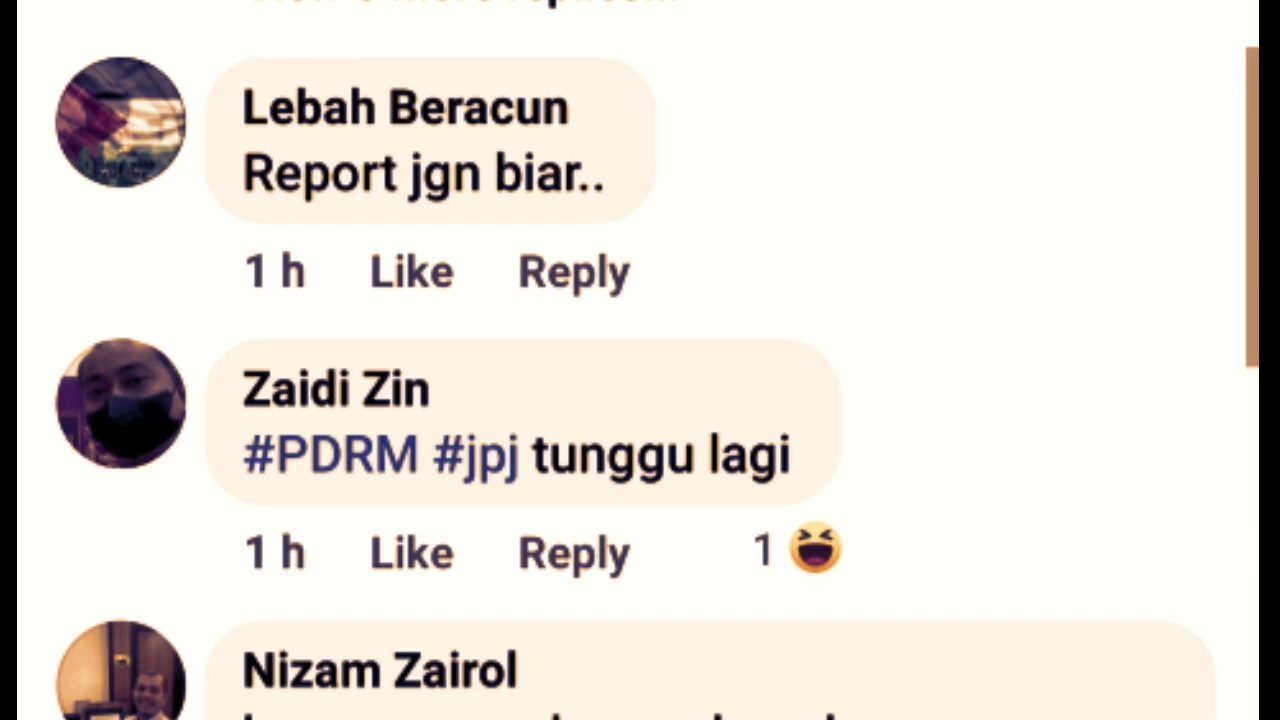 Lebah Beracun
Report jgn biar..
1 h Like Reply
Zaidi Zin
#PDRM #jpj tunggu lagi
1 h Like Reply 1
Nizam Zairol